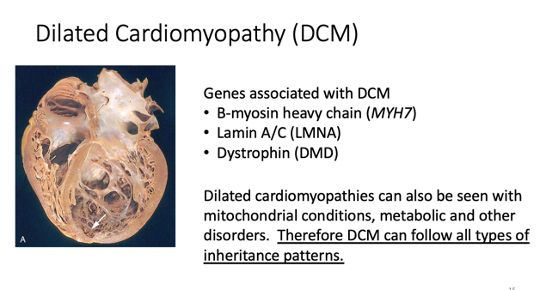 Dilated Cardiomyopathy (DCM)
Genes associated with DCM
• B-myosin heavy chain (MYH7)
• Lamin A/C (LMNA)
• Dystrophin (DMD)
Dilated cardiomyopathies can also be seen with
mitochondrial conditions, metabolic and other
disorders.  Therefore DCM can follow all types of
inheritance patterns.
A